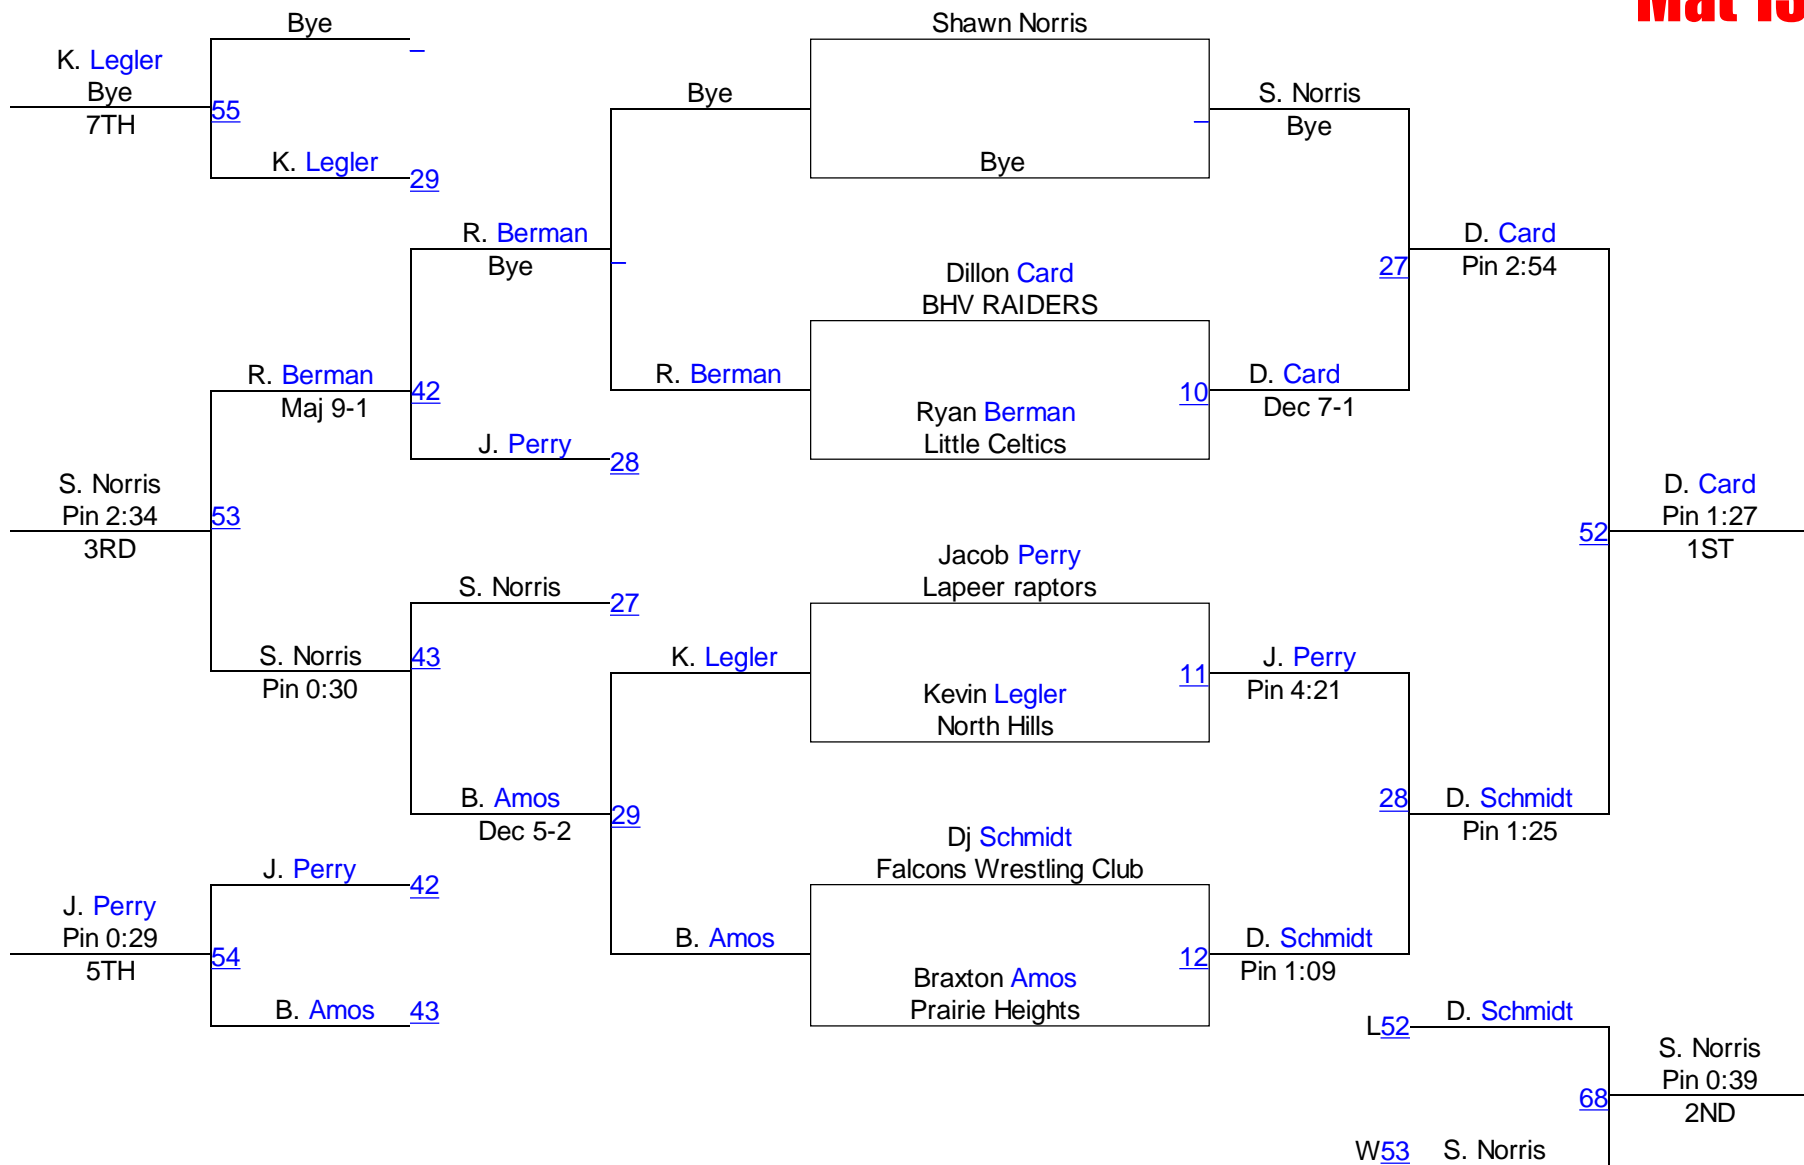 Mat 13
Bye
Shawn Norris
K. Legler
Bye
7TH
55
Bye
S. Norris
Bye
K. Legler
29
Bye
R. Berman
Bye
D. Card
Pin 2:54
27
Dillon Card
BHV RAIDERS
R. Berman
Maj 9-1
42
R. Berman
10
D. Card
Dec 7-1
Ryan Berman
Little Celtics
J. Perry
28
S. Norris
Pin 2:34
3RD
53
D. Card
Pin 1:27
1ST
52
Jacob Perry
Lapeer raptors
S. Norris
27
S. Norris
Pin 0:30
43
K. Legler
11
J. Perry
Pin 4:21
Kevin Legler
North Hills
B. Amos
Dec 5-2
29
28
D. Schmidt
Pin 1:25
Dj Schmidt
Falcons Wrestling Club
J. Perry
42
J. Perry
Pin 0:29
5TH
54
B. Amos
12
D. Schmidt
Pin 1:09
Braxton Amos
Prairie Heights
B. Amos
43
L52
D. Schmidt
S. Norris
Pin 0:39
2ND
68
W53
S. Norris